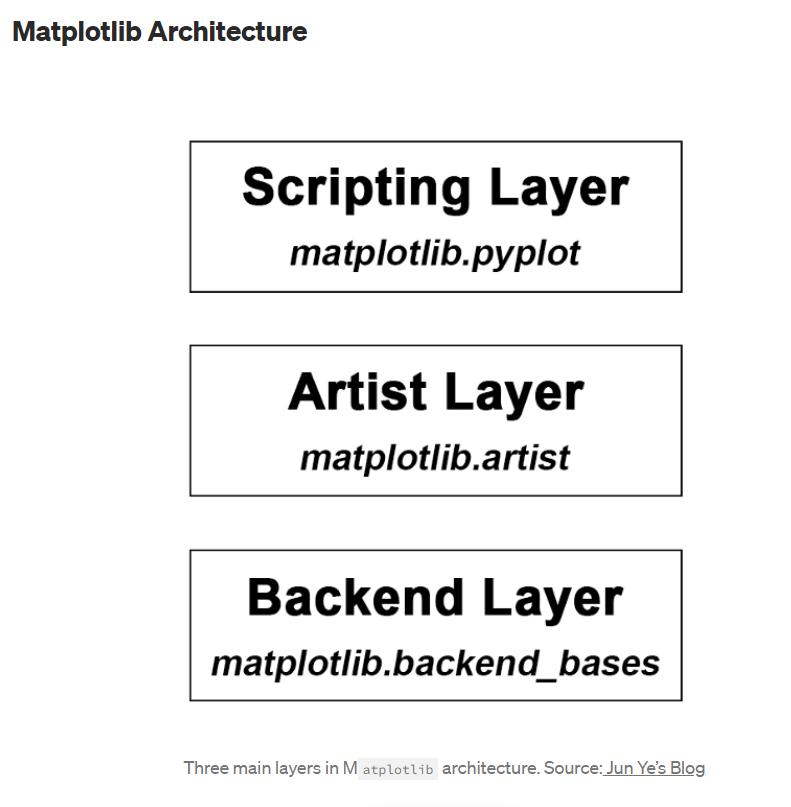 Matplotlib Architecture
Scripting Layer
matplotlib.pyplot
Artist Layer
matplotlib.artist
Backend Layer
matplotlib.backend_bases
Three main layers in M atplotlib architecture. Source: Jun Ye's Blog